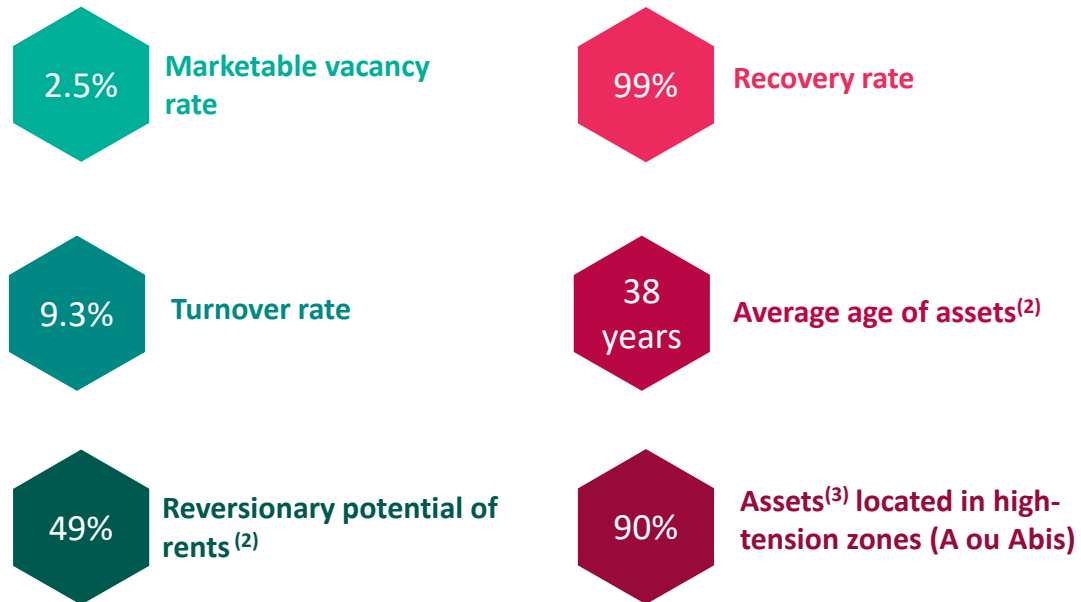 2.5%
Marketable vacancy
rate
99%
Recovery rate
9.3%
Turnover rate
38
years
Average age of assets(2)
49%
Reversionary potential of
rents (2)
90%
Assets(3) located in high-
tension zones (A ou Abis)